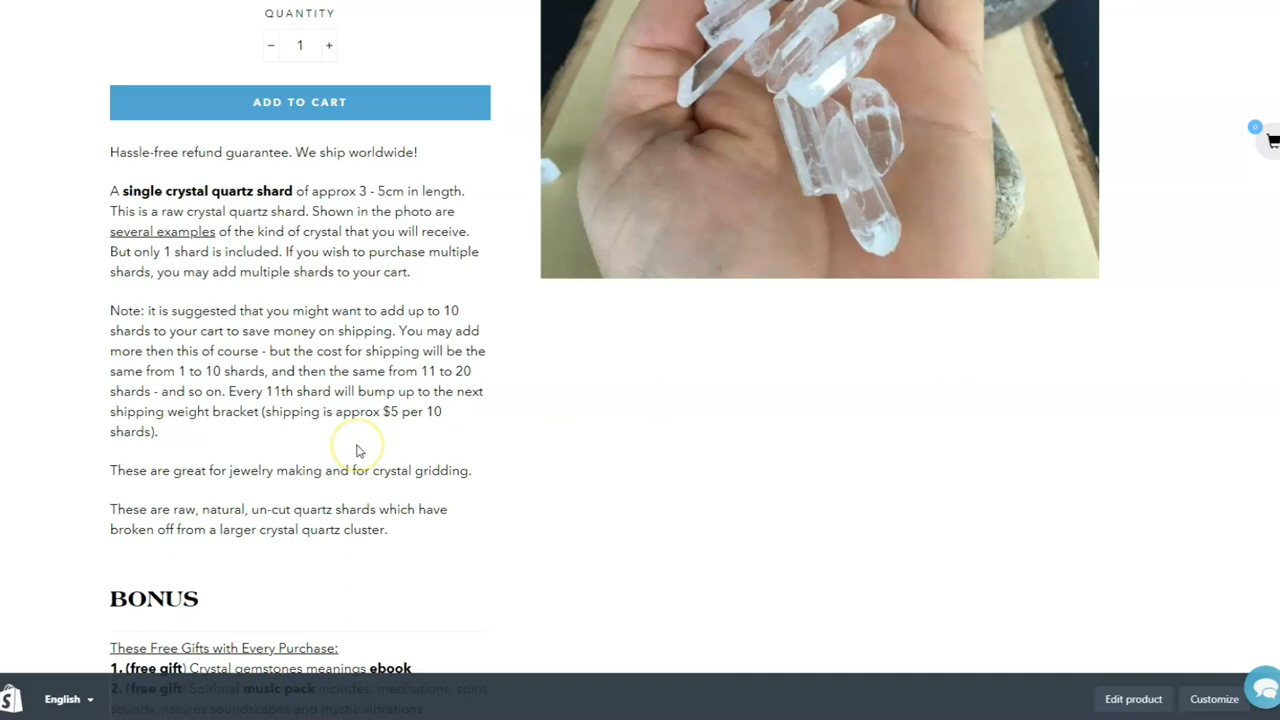 QUANTITY
− 1 +
ADD TO CART
0
Hassle-free refund guarantee. We ship worldwide!
A single crystal quartz shard of approx 3 - 5cm in length.
This is a raw crystal quartz shard. Shown in the photo are
several examples of the kind of crystal that you will receive.
But only 1 shard is included. If you wish to purchase multiple
shards, you may add multiple shards to your cart.
Note: it is suggested that you might want to add up to 10
shards to your cart to save money on shipping. You may add
more then this of course - but the cost for shipping will be the
same from 1 to 10 shards, and then the same from 11 to 20
shards - and so on. Every 11th shard will bump up to the next
shipping weight bracket (shipping is approx $5 per 10
shards).
These are great for jewelry making and for crystal gridding.
These are raw, natural, un-cut quartz shards which have
broken off from a larger crystal quartz cluster.
BONUS
These Free Gifts with Every Purchase:
1. (free gift) Crystal gemstones meanings ebook
2. (free gift) Spiritual music pack includes, meditations, spirit
sounds, natures soundscapes and mystic vibrations
English
Edit product
Customize